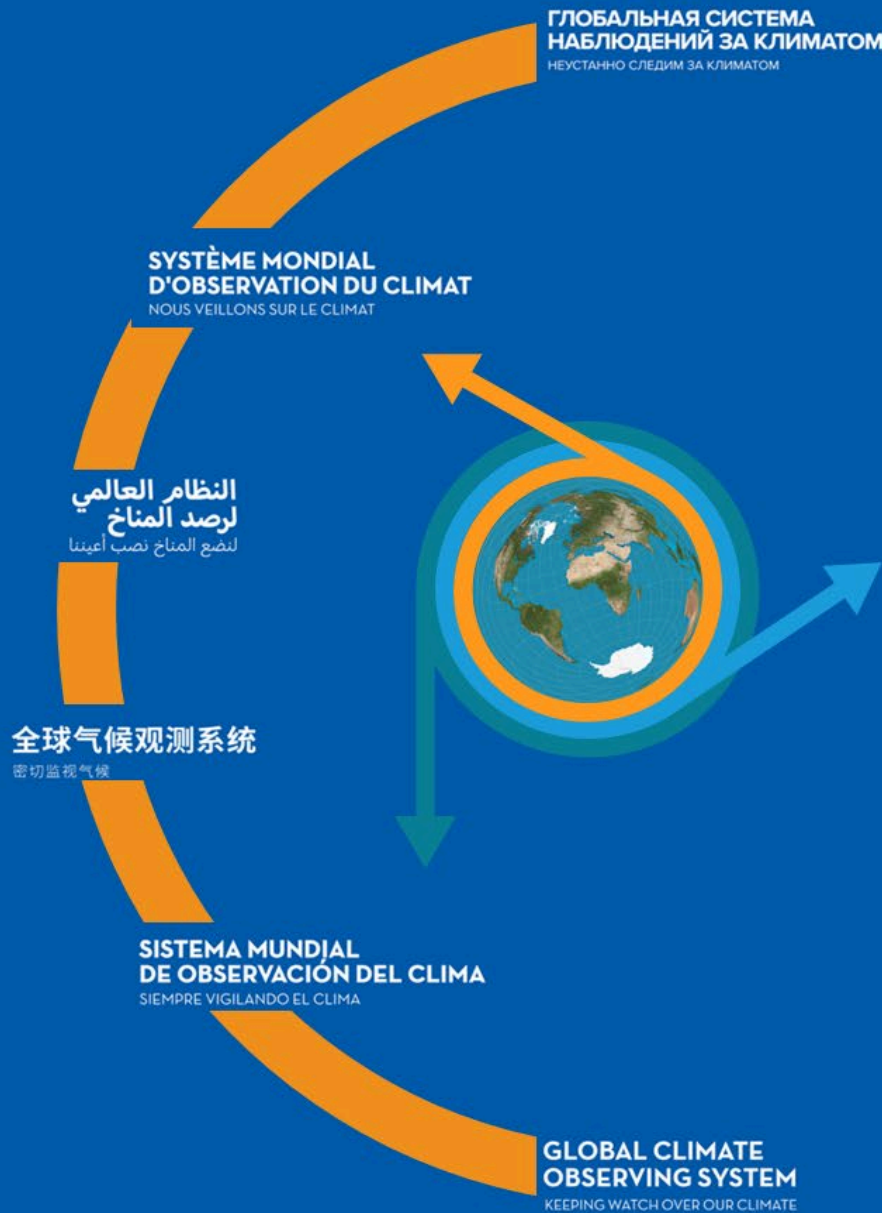 ГЛОБАЛЬНАЯ СИСТЕМА
НАБЛЮДЕНИЙ ЗА КЛИМАТОМ
НЕУСТАННО СЛЕДИМ ЗА КЛИМАТОМ
SYSTÈME MONDIAL
D'OBSERVATION DU CLIMAT
NOUS VEILLONS SUR LE CLIMAT
النظام العالمي
لرصد المناخ
لنضع المناخ نصب أعيننا
全球气候观测系统
密切监视气候
SISTEMA MUNDIAL
DE OBSERVACIÓN DEL CLIMA
SIEMPRE VIGILANDO EL CLIMA
GLOBAL CLIMATE
OBSERVING SYSTEM
KEEPING WATCH OVER OUR CLIMATE